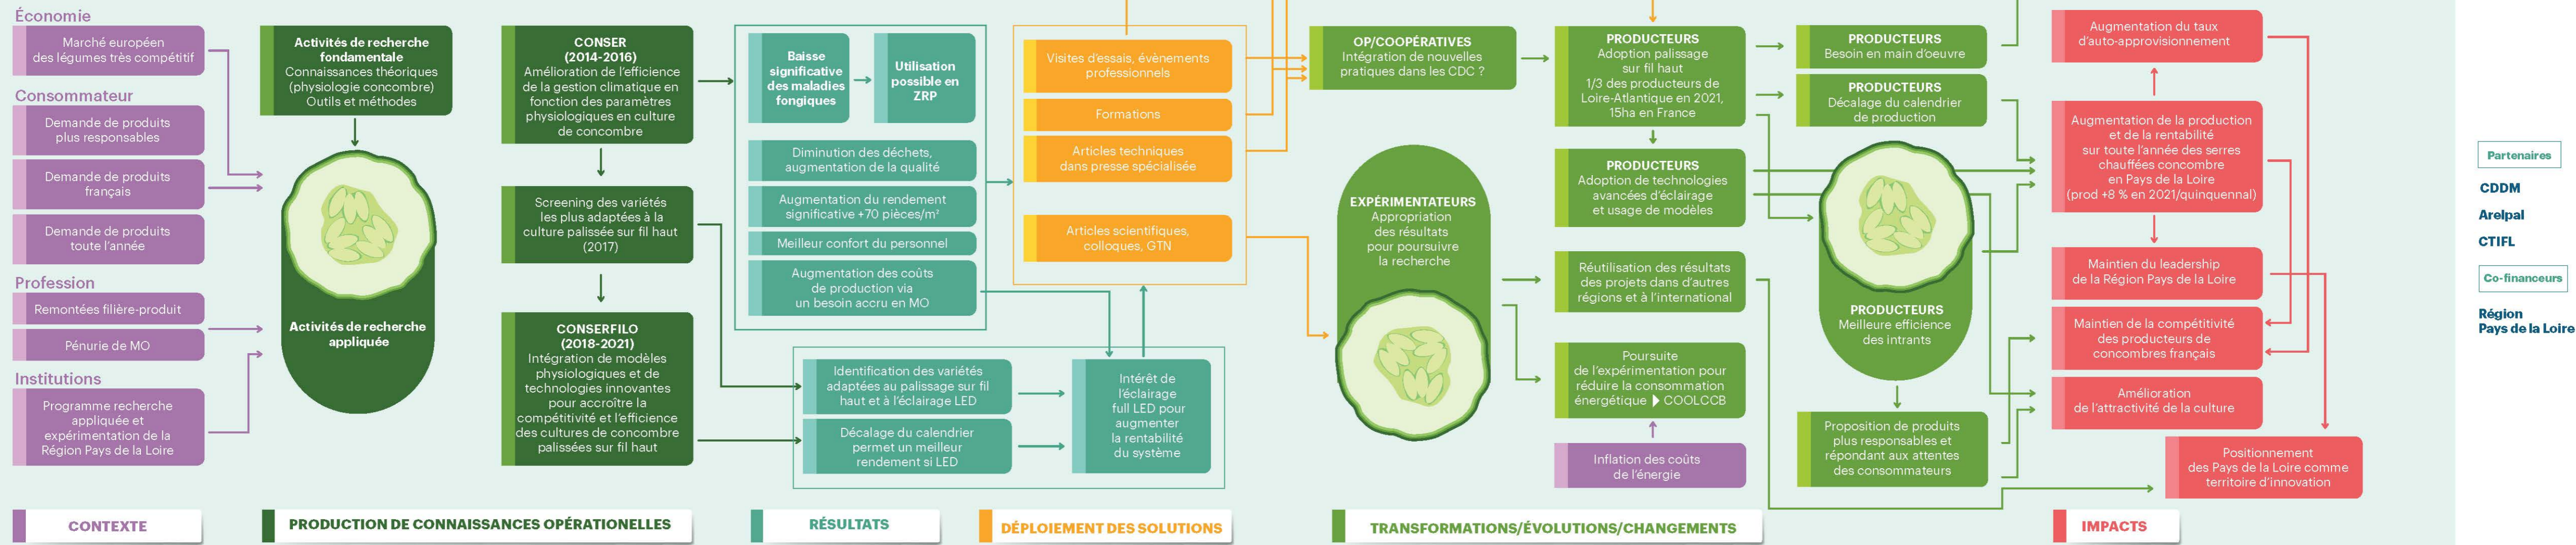 Économie
Marché européen
des légumes très compétitif
Consommateur
Demande de produits
plus responsables
Demande de produits
français
Demande de produits
toute l'année
Profession
Remontées filière-produit
Pénurie de MO
Institutions
Programme recherche
appliquée et
expérimentation de la
Région Pays de la Loire
CONTEXTE
Activités de recherche
fondamentale
Connaissances théoriques
(physiologie concombre)
Outils et méthodes
Activités de recherche
appliquée
CONSER
(2014-2016)
Amélioration de l'efficience
de la gestion climatique en
fonction des paramètres
physiologiques en culture
de concombre
Screening des variétés
les plus adaptées à la
culture palissée sur fil haut
(2017)
CONSERFILO
(2018-2021)
Intégration de modèles
physiologiques et de
technologies innovantes
pour accroître la
compétitivité et l'efficience
des cultures de concombre
palissées sur fil haut
PRODUCTION DE CONNAISSANCES OPÉRATIONELLES
Baisse
significative
des maladies
fongiques
Utilisation
possible en
ZRP
Diminution des déchets,
augmentation de la qualité
Augmentation du rendement
significative +70 pièces/m²
Meilleur confort du personnel
Augmentation des coûts
de production via
un besoin accru en MO
Identification des variétés
adaptées au palissage sur fil
haut et à l'éclairage LED
Décalage du calendrier
permet un meilleur
rendement si LED
Intérêt de
l'éclairage
full LED pour
augmenter
la rentabilité
du système
RÉSULTATS
Visites d'essais, évènements
professionnels
Formations
Articles techniques
dans presse spécialisée
Articles scientifiques,
colloques, GTN
DÉPLOIEMENT DES SOLUTIONS
OP/COOPÉRATIVES
Intégration de nouvelles
pratiques dans les CDC ?
EXPÉRIMENTATEURS
Appropriation
des résultats
pour poursuivre
la recherche
PRODUCTEURS
Adoption palissage
sur fil haut
1/3 des producteurs de
Loire-Atlantique en 2021,
15ha en France
PRODUCTEURS
Adoption de technologies
avancées d'éclairage
et usage de modèles
Réutilisation des résultats
des projets dans d'autres
régions et à l'international
Poursuite
de l'expérimentation pour
réduire la consommation
énergétique ▶ COOLCCB
Inflation des coûts
de l'énergie
PRODUCTEURS
Besoin en main d'oeuvre
PRODUCTEURS
Décalage du calendrier
de production
PRODUCTEURS
Meilleure efficience
des intrants
Proposition de produits
plus responsables et
répondant aux attentes
des consommateurs
TRANSFORMATIONS/ÉVOLUTIONS/CHANGEMENTS
Augmentation du taux
d'auto-approvisionnement
Augmentation de la production
et de la rentabilité
sur toute l'année des serres
chauffées concombre
en Pays de la Loire
(prod +8 % en 2021/quinquennal)
Maintien du leadership
de la Région Pays de la Loire
Maintien de la compétitivité
des producteurs de
concombres français
Amélioration
de l'attractivité de la culture
Positionnement
des Pays de la Loire comme
territoire d'innovation
IMPACTS
Partenaires
CDDM
Arelpal
CTIFL
Co-financeurs
Région
Pays de la Loire